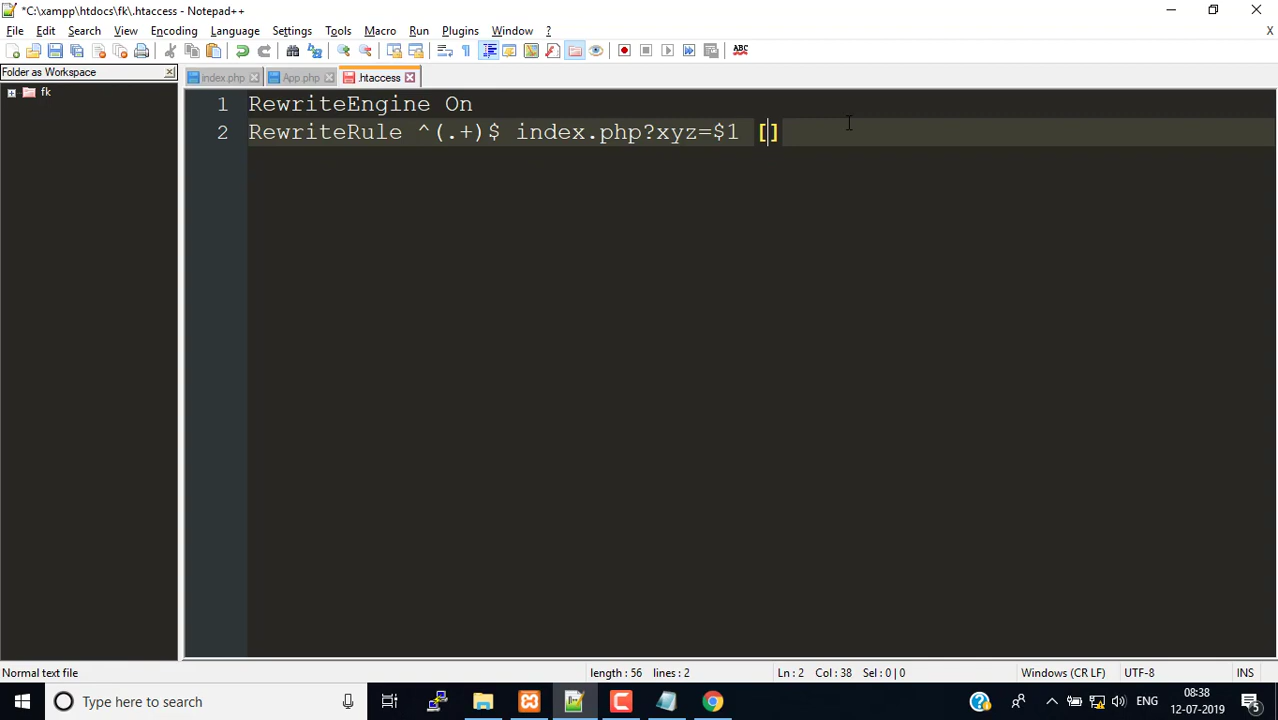 *C:\xampp\htdocs\fk\.htaccess - Notepad++
File Edit Search View Encoding Language Settings Tools Macro Run Plugins Window ? X
ABC
Folder as Workspace
index.php App.php .htaccess
fk
1 RewriteEngine On
2 RewriteRule ^(.+)$ index.php?xyz=$1 []
Normal text file length : 56 lines : 2 Ln : 2 Col : 38 Sel : 0 | 0 Windows (CR LF) UTF-8 INS
Type here to search ENG 08:38 12-07-2019 5